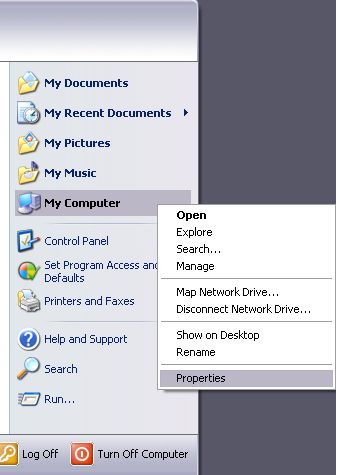 My Documents
My Recent Documents
My Pictures
My Music
My Computer
Control Panel
Set Program Access and
Defaults
Printers and Faxes
Help and Support
Search
Run...
Log Off
Turn Off Computer
Open
Explore
Search...
Manage
Map Network Drive...
Disconnect Network Drive...
Show on Desktop
Rename
Properties